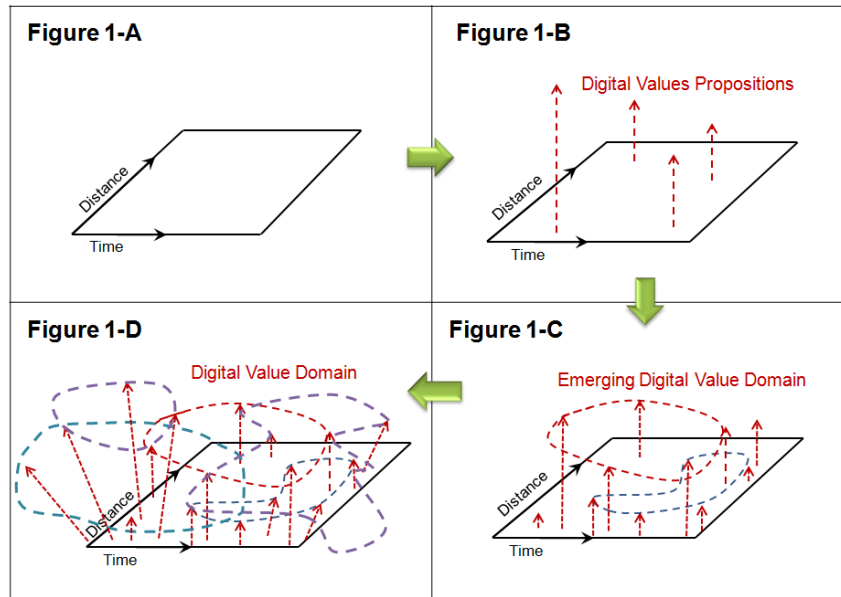 Figure 1-A
Distance
Time
Figure 1-B
Digital Values Propositions
Distance
Time
Figure 1-D
Digital Value Domain
Distance
Time
Figure 1-C
Emerging Digital Value Domain
Distance
Time